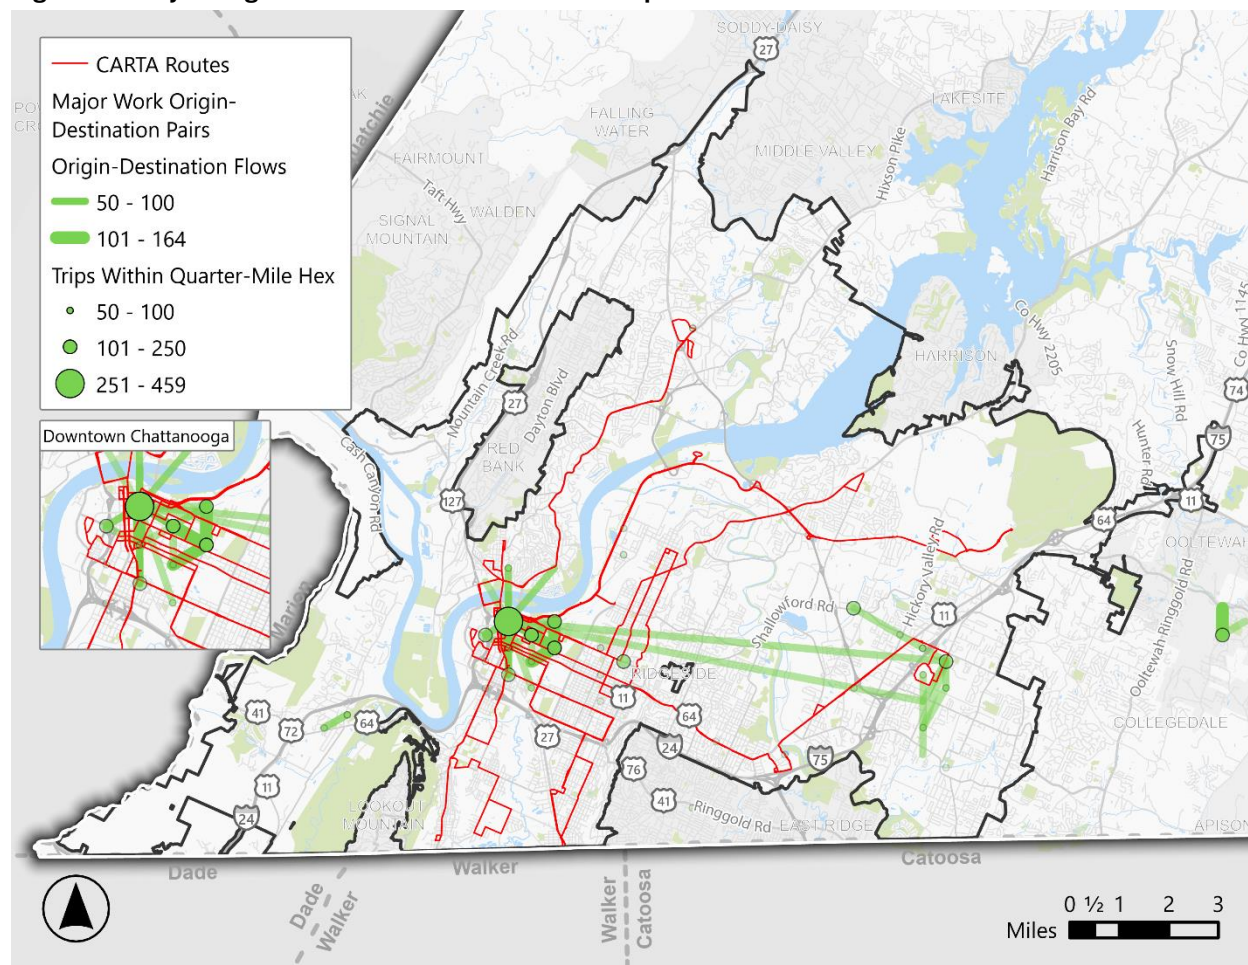 CARTA Routes
Major Work Origin-
Destination Pairs
Origin-Destination Flows
50 - 100
101 - 164
Trips Within Quarter-Mile Hex
50 - 100
101 - 250
251 - 459
Downtown Chattanooga
SODDY-DAISY
27
LAKESITE
Harrison Bay Rd
FALLING
WATER
MIDDLE VALLEY
Hixson Pike
FAIRMOUNT
Taft Hwy
WALDEN
SIGNAL
MOUNTAIN
Co Hwy 1145
Co Hwy 2205
HARRISON
Snow Hill Rd
Mountain Creek Rd
27
Dayton Blvd
74
75
Hunter Rd
Cash Canyon Rd
RED
BANK
127
11
64
OOLTEWAH
Hickory Valley Rd
Shallowford Rd
11
Ooltewah-Ringgold Rd
Marion
RIDGESIDE
11
41
72
64
64
27
24
75
COLLEGEDALE
76
41
11
24
LOOKOUT
MOUNTAIN
Ringgold Rd
EAST RIDGE
APISON
Dade
Walker
Catoosa
Dade
Walker
Walker
Catoosa
0 ½ 1 2 3
Miles